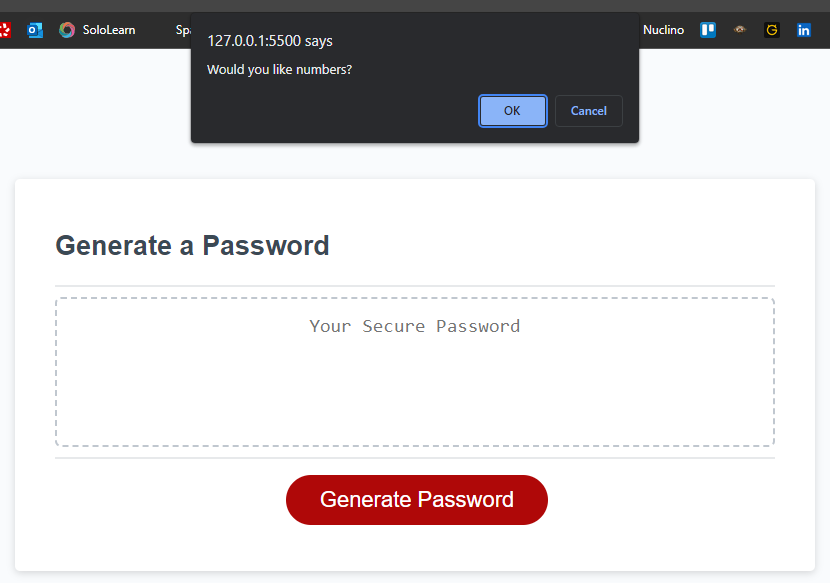 SoloLearn
Spa
Nuclino
127.0.0.1:5500 says
Would you like numbers?
OK
Cancel
Generate a Password
Your Secure Password
Generate Password